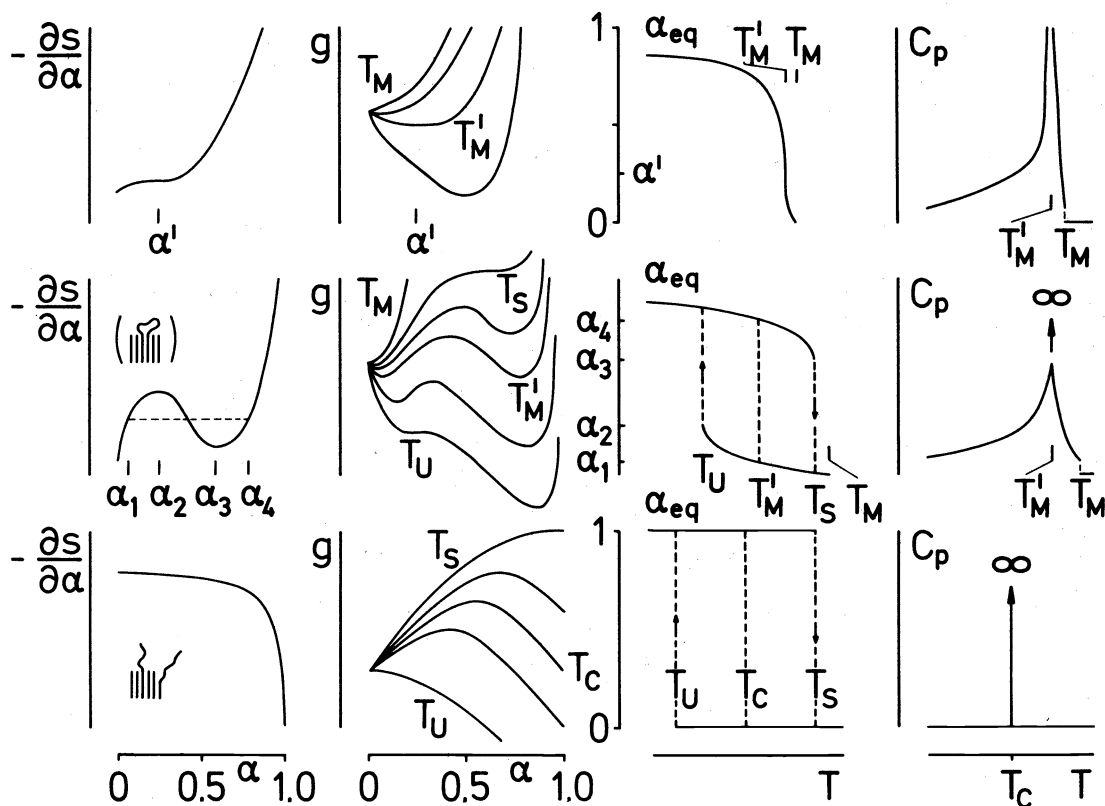 - ∂s/∂α
g
α_eq
1
0
α'
T'_M T_M
C_p
T_M
T'_M
α'
α'
T'_M T_M
- ∂s/∂α
g
T_M
T_S
T'_M
T_U
α_eq
α_4
α_3
α_2
α_1
T_U T'_M T_S T_M
C_p
∞
T'_M T_M
α_1 α_2 α_3 α_4
- ∂s/∂α
g
T_S
T_C
T_U
1
0
α_eq
T_U T_C T_S
C_p
∞
0 0,5 α 1,0
0 0,5 α 1,0
T
T_C T